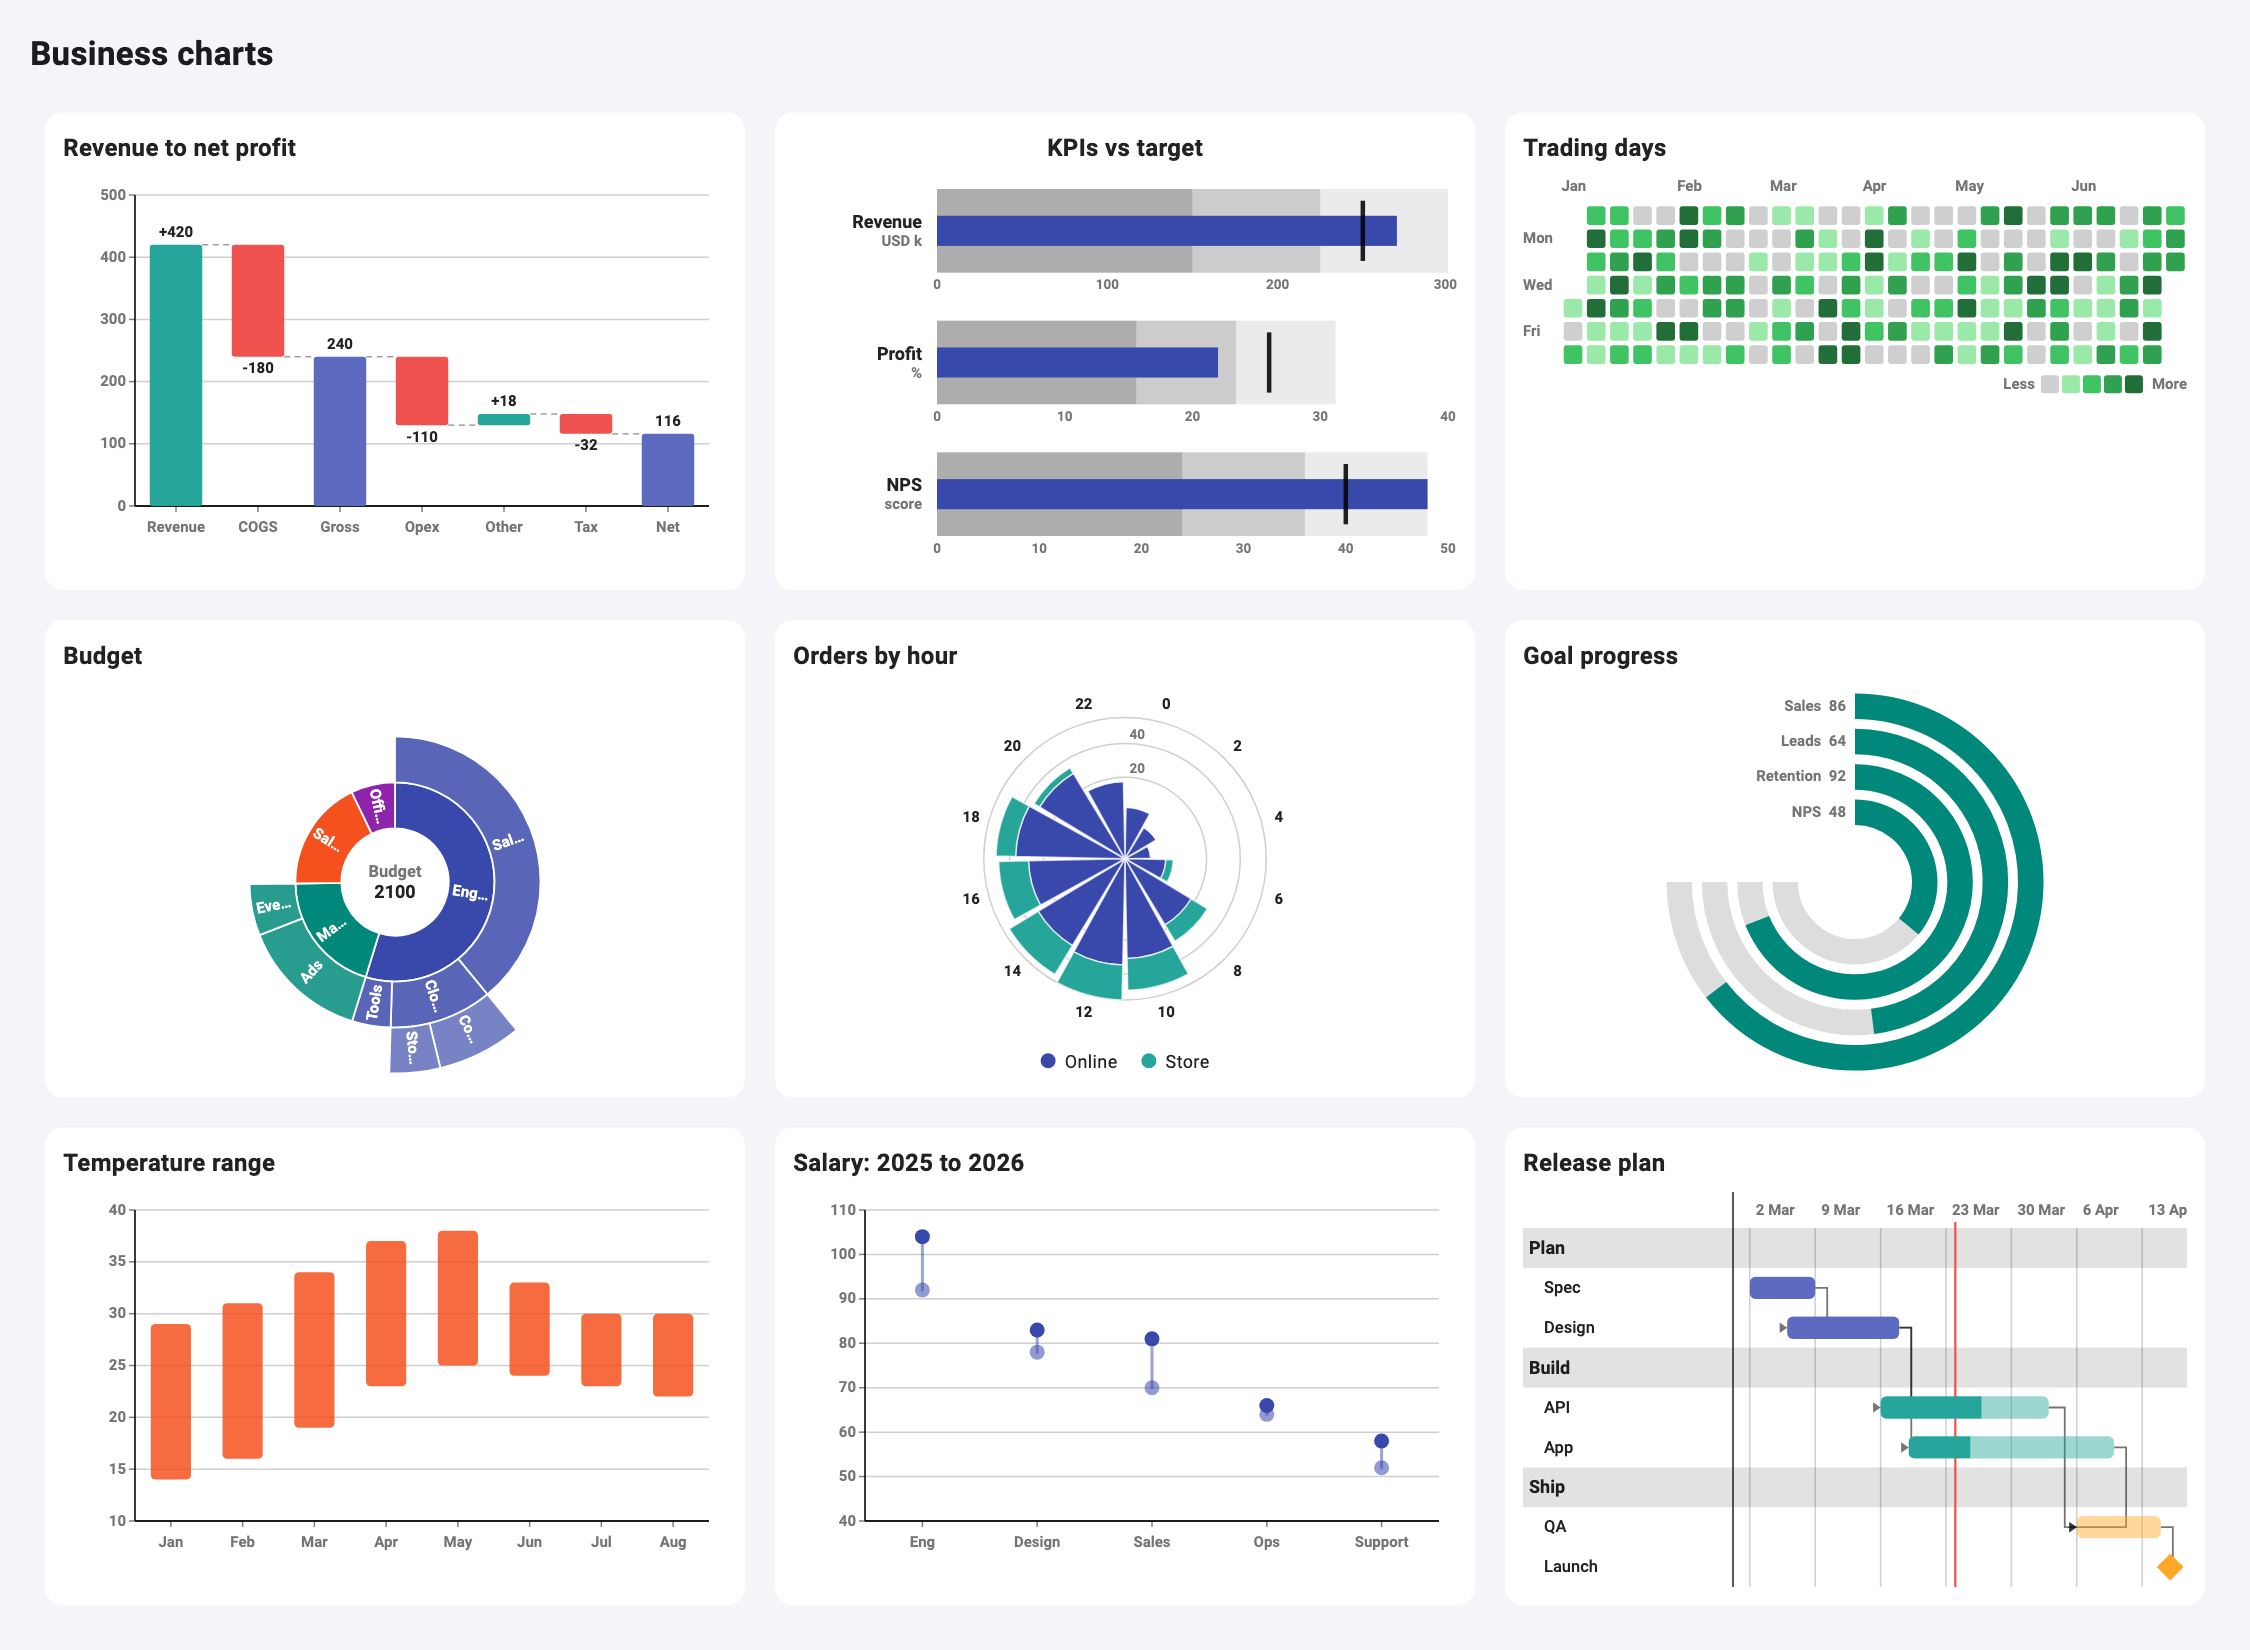 Business charts
Revenue to net profit
500
400
300
200
100
0
+420
-180
240
-110
+18
-32
116
Revenue COGS Gross Opex Other Tax Net
KPIs vs target
Revenue
USD k
0 100 200 300
Profit
%
0 10 20 30 40
NPS
score
0 10 20 30 40 50
Trading days
Jan Feb Mar Apr May Jun
Mon
Wed
Fri
Less More
Budget
Offi...
Sal...
Sal...
Budget
2100
Eng...
Eve...
Ma...
Ads
Tools
Clo...
Sto...
Co...
Orders by hour
22 0
20 2
40
20
18 4
16 6
14 8
12 10
Online Store
Goal progress
Sales 86
Leads 64
Retention 92
NPS 48
Temperature range
40
35
30
25
20
15
10
Jan Feb Mar Apr May Jun Jul Aug
Salary: 2025 to 2026
110
100
90
80
70
60
50
40
Eng Design Sales Ops Support
Release plan
2 Mar 9 Mar 16 Mar 23 Mar 30 Mar 6 Apr 13 Ap
Plan
Spec
Design
Build
API
App
Ship
QA
Launch